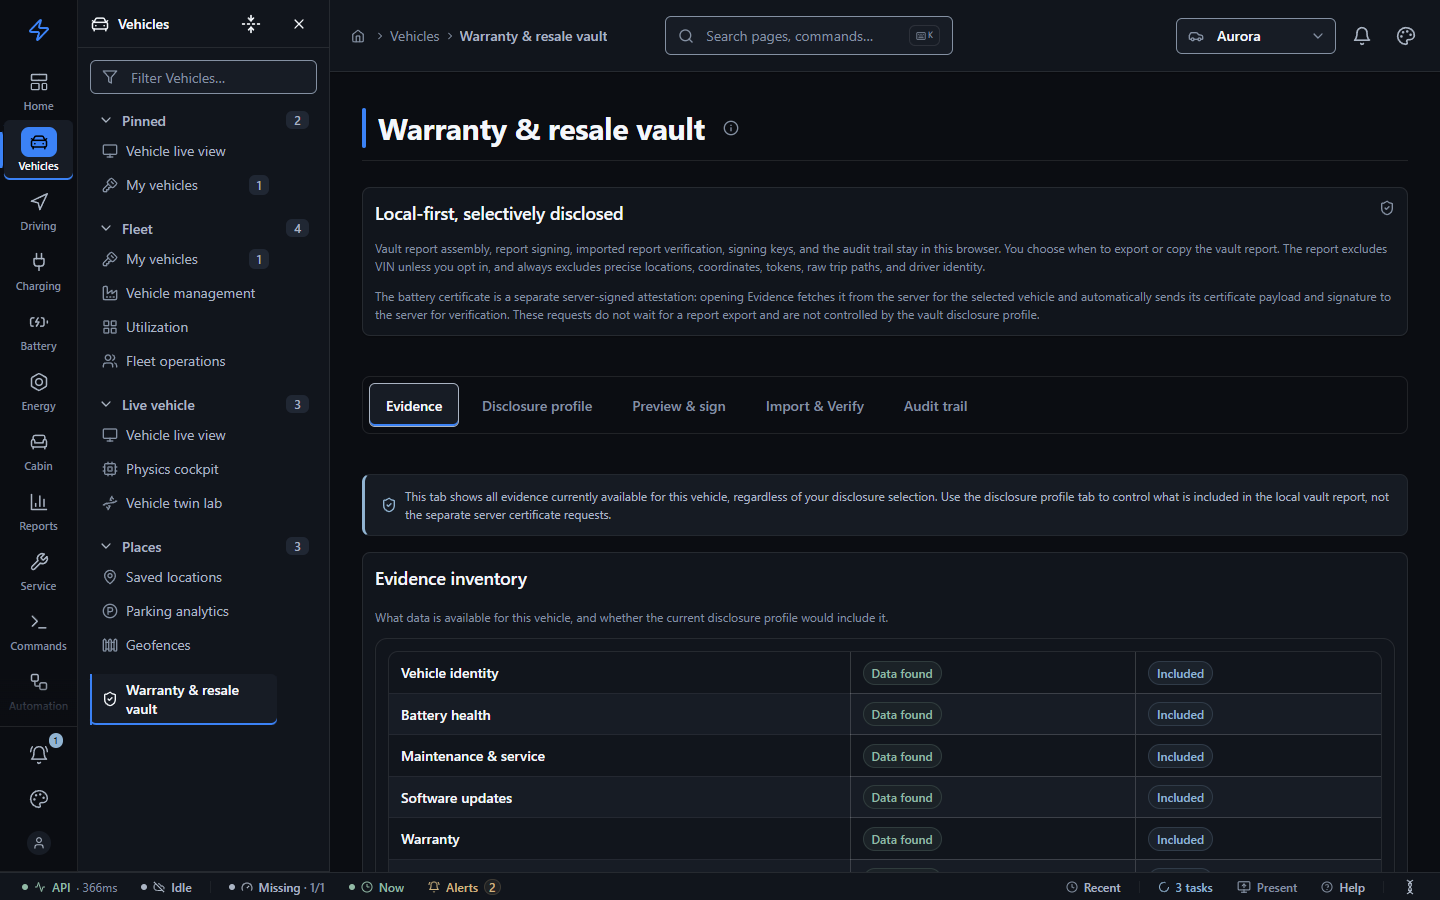 Home
Vehicles
Driving
Charging
Battery
Energy
Cabin
Reports
Service
Commands
Automation
1
Vehicles
Filter Vehicles...
Pinned 2
Vehicle live view
My vehicles 1
Fleet 4
My vehicles 1
Vehicle management
Utilization
Fleet operations
Live vehicle 3
Vehicle live view
Physics cockpit
Vehicle twin lab
Places 3
Saved locations
Parking analytics
Geofences
Warranty & resale
vault
Vehicles > Warranty & resale vault
Search pages, commands... K
Aurora
Warranty & resale vault
Local-first, selectively disclosed
Vault report assembly, report signing, imported report verification, signing keys, and the audit trail stay in this browser. You choose when to export or copy the vault report. The report excludes
VIN unless you opt in, and always excludes precise locations, coordinates, tokens, raw trip paths, and driver identity.
The battery certificate is a separate server-signed attestation: opening Evidence fetches it from the server for the selected vehicle and automatically sends its certificate payload and signature to
the server for verification. These requests do not wait for a report export and are not controlled by the vault disclosure profile.
Evidence Disclosure profile Preview & sign Import & Verify Audit trail
This tab shows all evidence currently available for this vehicle, regardless of your disclosure selection. Use the disclosure profile tab to control what is included in the local vault report, not
the separate server certificate requests.
Evidence inventory
What data is available for this vehicle, and whether the current disclosure profile would include it.
Vehicle identity Data found Included
Battery health Data found Included
Maintenance & service Data found Included
Software updates Data found Included
Warranty Data found Included
API · 366ms Idle Missing · 1/1 Now Alerts 2 Recent 3 tasks Present Help